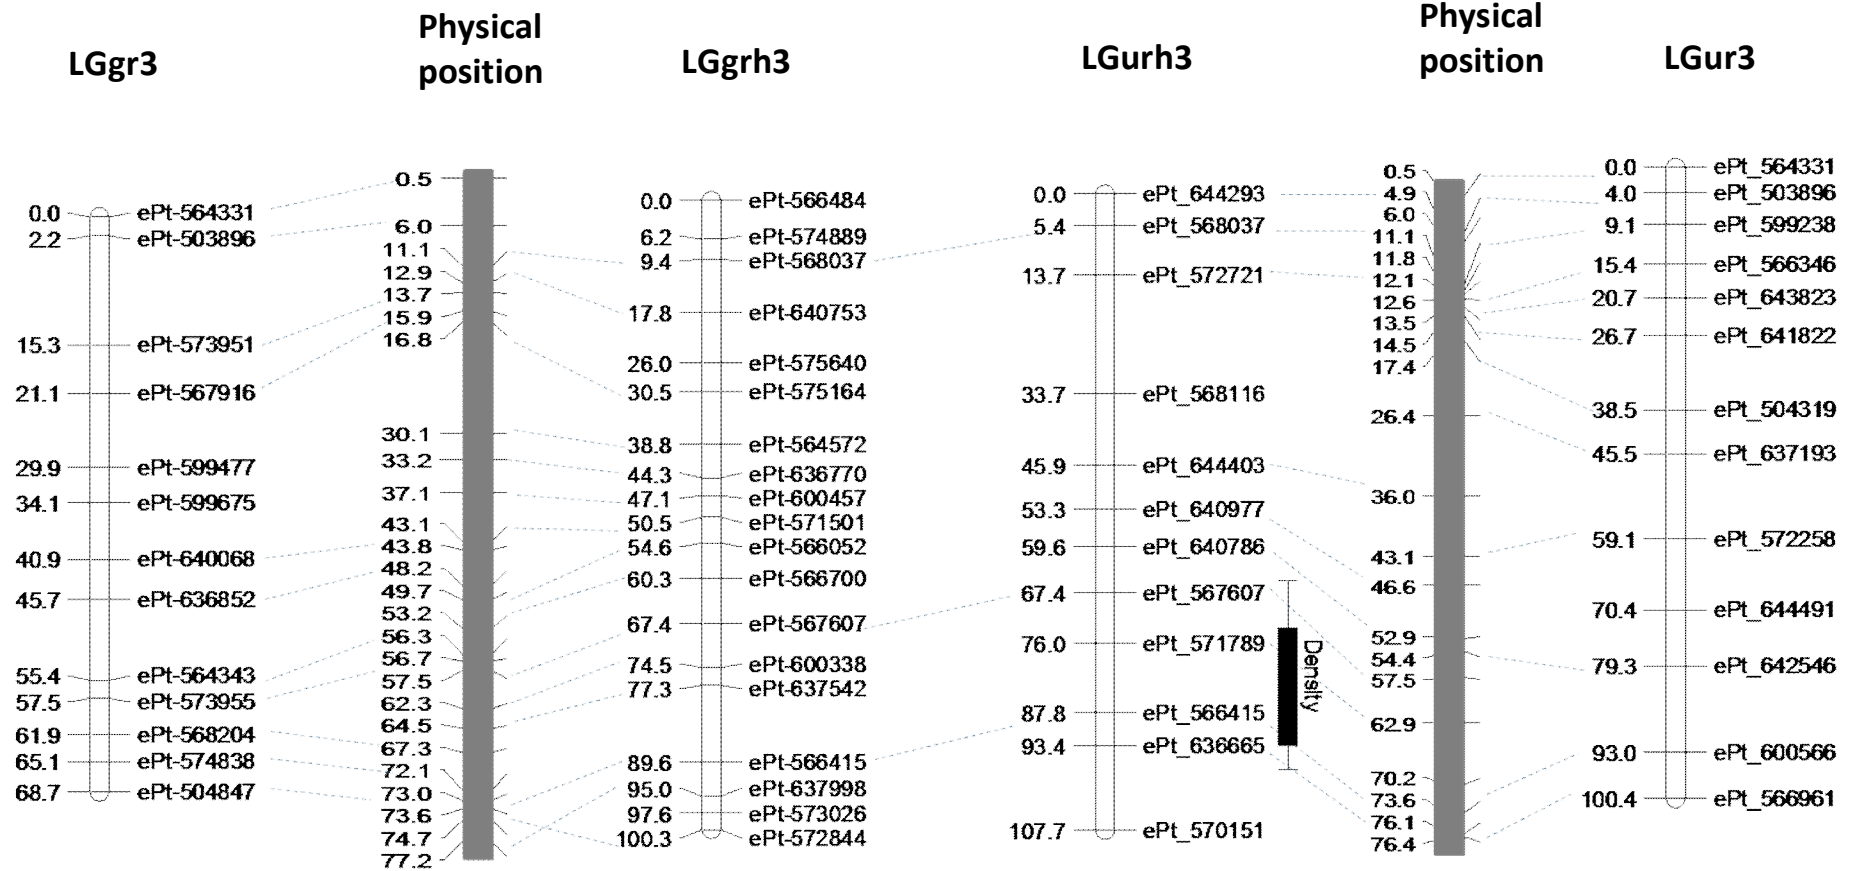 LGgr3
Physical
position
LGgrh3
LGurh3
Physical
position
LGur3
0.0 ePt-564331
2.2 ePt-503896
15.3 ePt-573951
21.1 ePt-567916
29.9 ePt-599477
34.1 ePt-599675
40.9 ePt-640068
45.7 ePt-636852
55.4 ePt-564343
57.5 ePt-573955
61.9 ePt-568204
65.1 ePt-574838
68.7 ePt-504847
0.5
6.0
11.1
12.9
13.7
15.9
16.8
30.1
33.2
37.1
43.1
43.8
48.2
49.7
53.2
56.3
56.7
57.5
62.3
64.5
67.3
72.1
73.0
73.6
74.7
77.2
0.0 ePt-566484
6.2 ePt-574889
9.4 ePt-568037
17.8 ePt-640753
26.0 ePt-575640
30.5 ePt-575164
38.8 ePt-564572
44.3 ePt-636770
47.1 ePt-600457
50.5 ePt-571501
54.6 ePt-566052
60.3 ePt-566700
67.4 ePt-567607
74.5 ePt-600338
77.3 ePt-637542
89.6 ePt-566415
95.0 ePt-637998
97.6 ePt-573026
100.3 ePt-572844
0.0 ePt_644293
5.4 ePt_568037
13.7 ePt_572721
33.7 ePt_568116
45.9 ePt_644403
53.3 ePt_640977
59.6 ePt_640786
67.4 ePt_567607
76.0 ePt_571789
87.8 ePt_566415
93.4 ePt_636665
107.7 ePt_570151
Density
0.5
4.9
6.0
11.1
11.8
12.1
12.6
13.5
14.5
17.4
26.4
36.0
43.1
46.6
52.9
54.4
57.5
62.9
70.2
73.6
76.1
76.4
0.0 ePt_564331
4.0 ePt_503896
9.1 ePt_599238
15.4 ePt_566346
20.7 ePt_643823
26.7 ePt_641822
38.5 ePt_504319
45.5 ePt_637193
59.1 ePt_572258
70.4 ePt_644491
79.3 ePt_642546
93.0 ePt_600566
100.4 ePt_566961